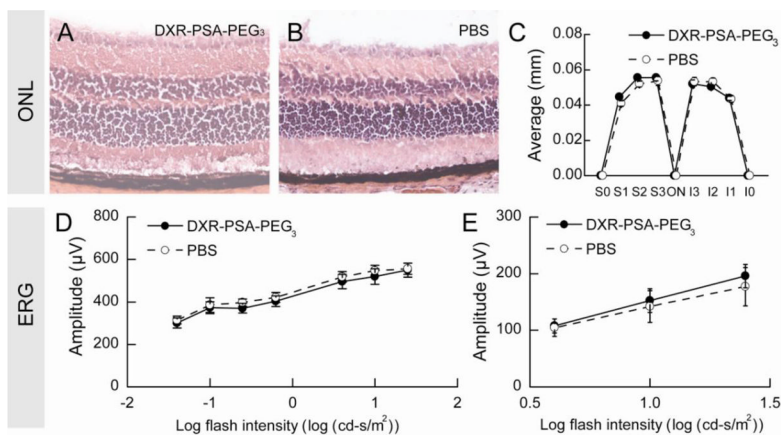 ONL
A
DXR-PSA-PEG₃
B
PBS
C
DXR-PSA-PEG₃
PBS
Average (mm)
0.08
0.06
0.04
0.02
0.00
S0 S1 S2 S3 ON I3 I2 I1 I0
ERG
D
DXR-PSA-PEG₃
PBS
Amplitude (µV)
800
600
400
200
0
-2 -1 0 1 2
Log flash intensity (log (cd-s/m²))
E
DXR-PSA-PEG₃
PBS
Amplitude (µV)
300
200
100
0
0.5 1.0 1.5
Log flash intensity (log (cd-s/m²))